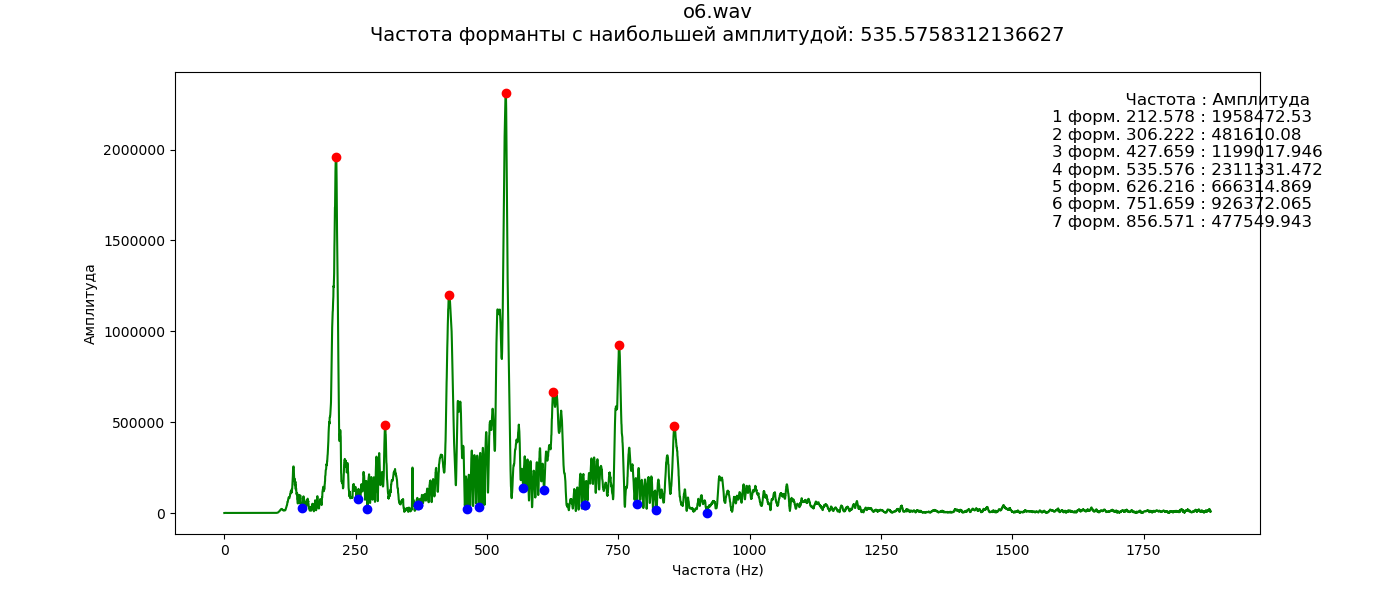 o6.wav
Частота форманты с наибольшей амплитудой: 535.5758312136627
Частота : Амплитуда
1 форм. 212.578 : 1958472.53
2 форм. 306.222 : 481610.08
3 форм. 427.659 : 1199017.946
4 форм. 535.576 : 2311331.472
5 форм. 626.216 : 666314.869
6 форм. 751.659 : 926372.065
7 форм. 856.571 : 477549.943
Амплитуда
2000000
1500000
1000000
500000
0
0 250 500 750 1000 1250 1500 1750
Частота (Hz)